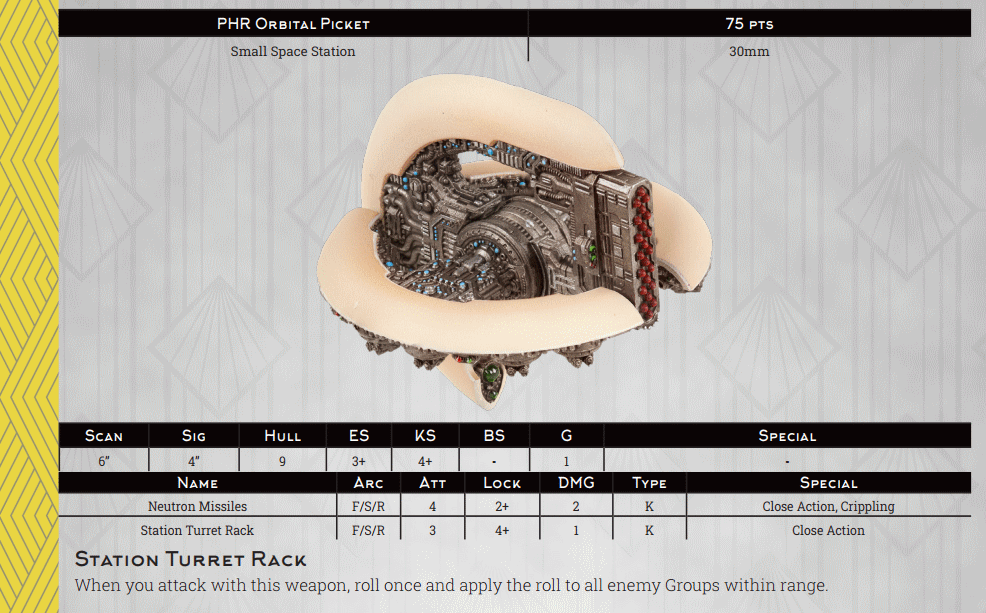 PHR Orbital Picket 75 pts
Small Space Station 30mm
Scan Sig Hull ES KS BS G Special
6" 4" 9 3+ 4+ - 1 -
Name Arc Att Lock DMG Type Special
Neutron Missiles F/S/R 4 2+ 2 K Close Action, Crippling
Station Turret Rack F/S/R 3 4+ 1 K Close Action
Station Turret Rack
When you attack with this weapon, roll once and apply the roll to all enemy Groups within range.